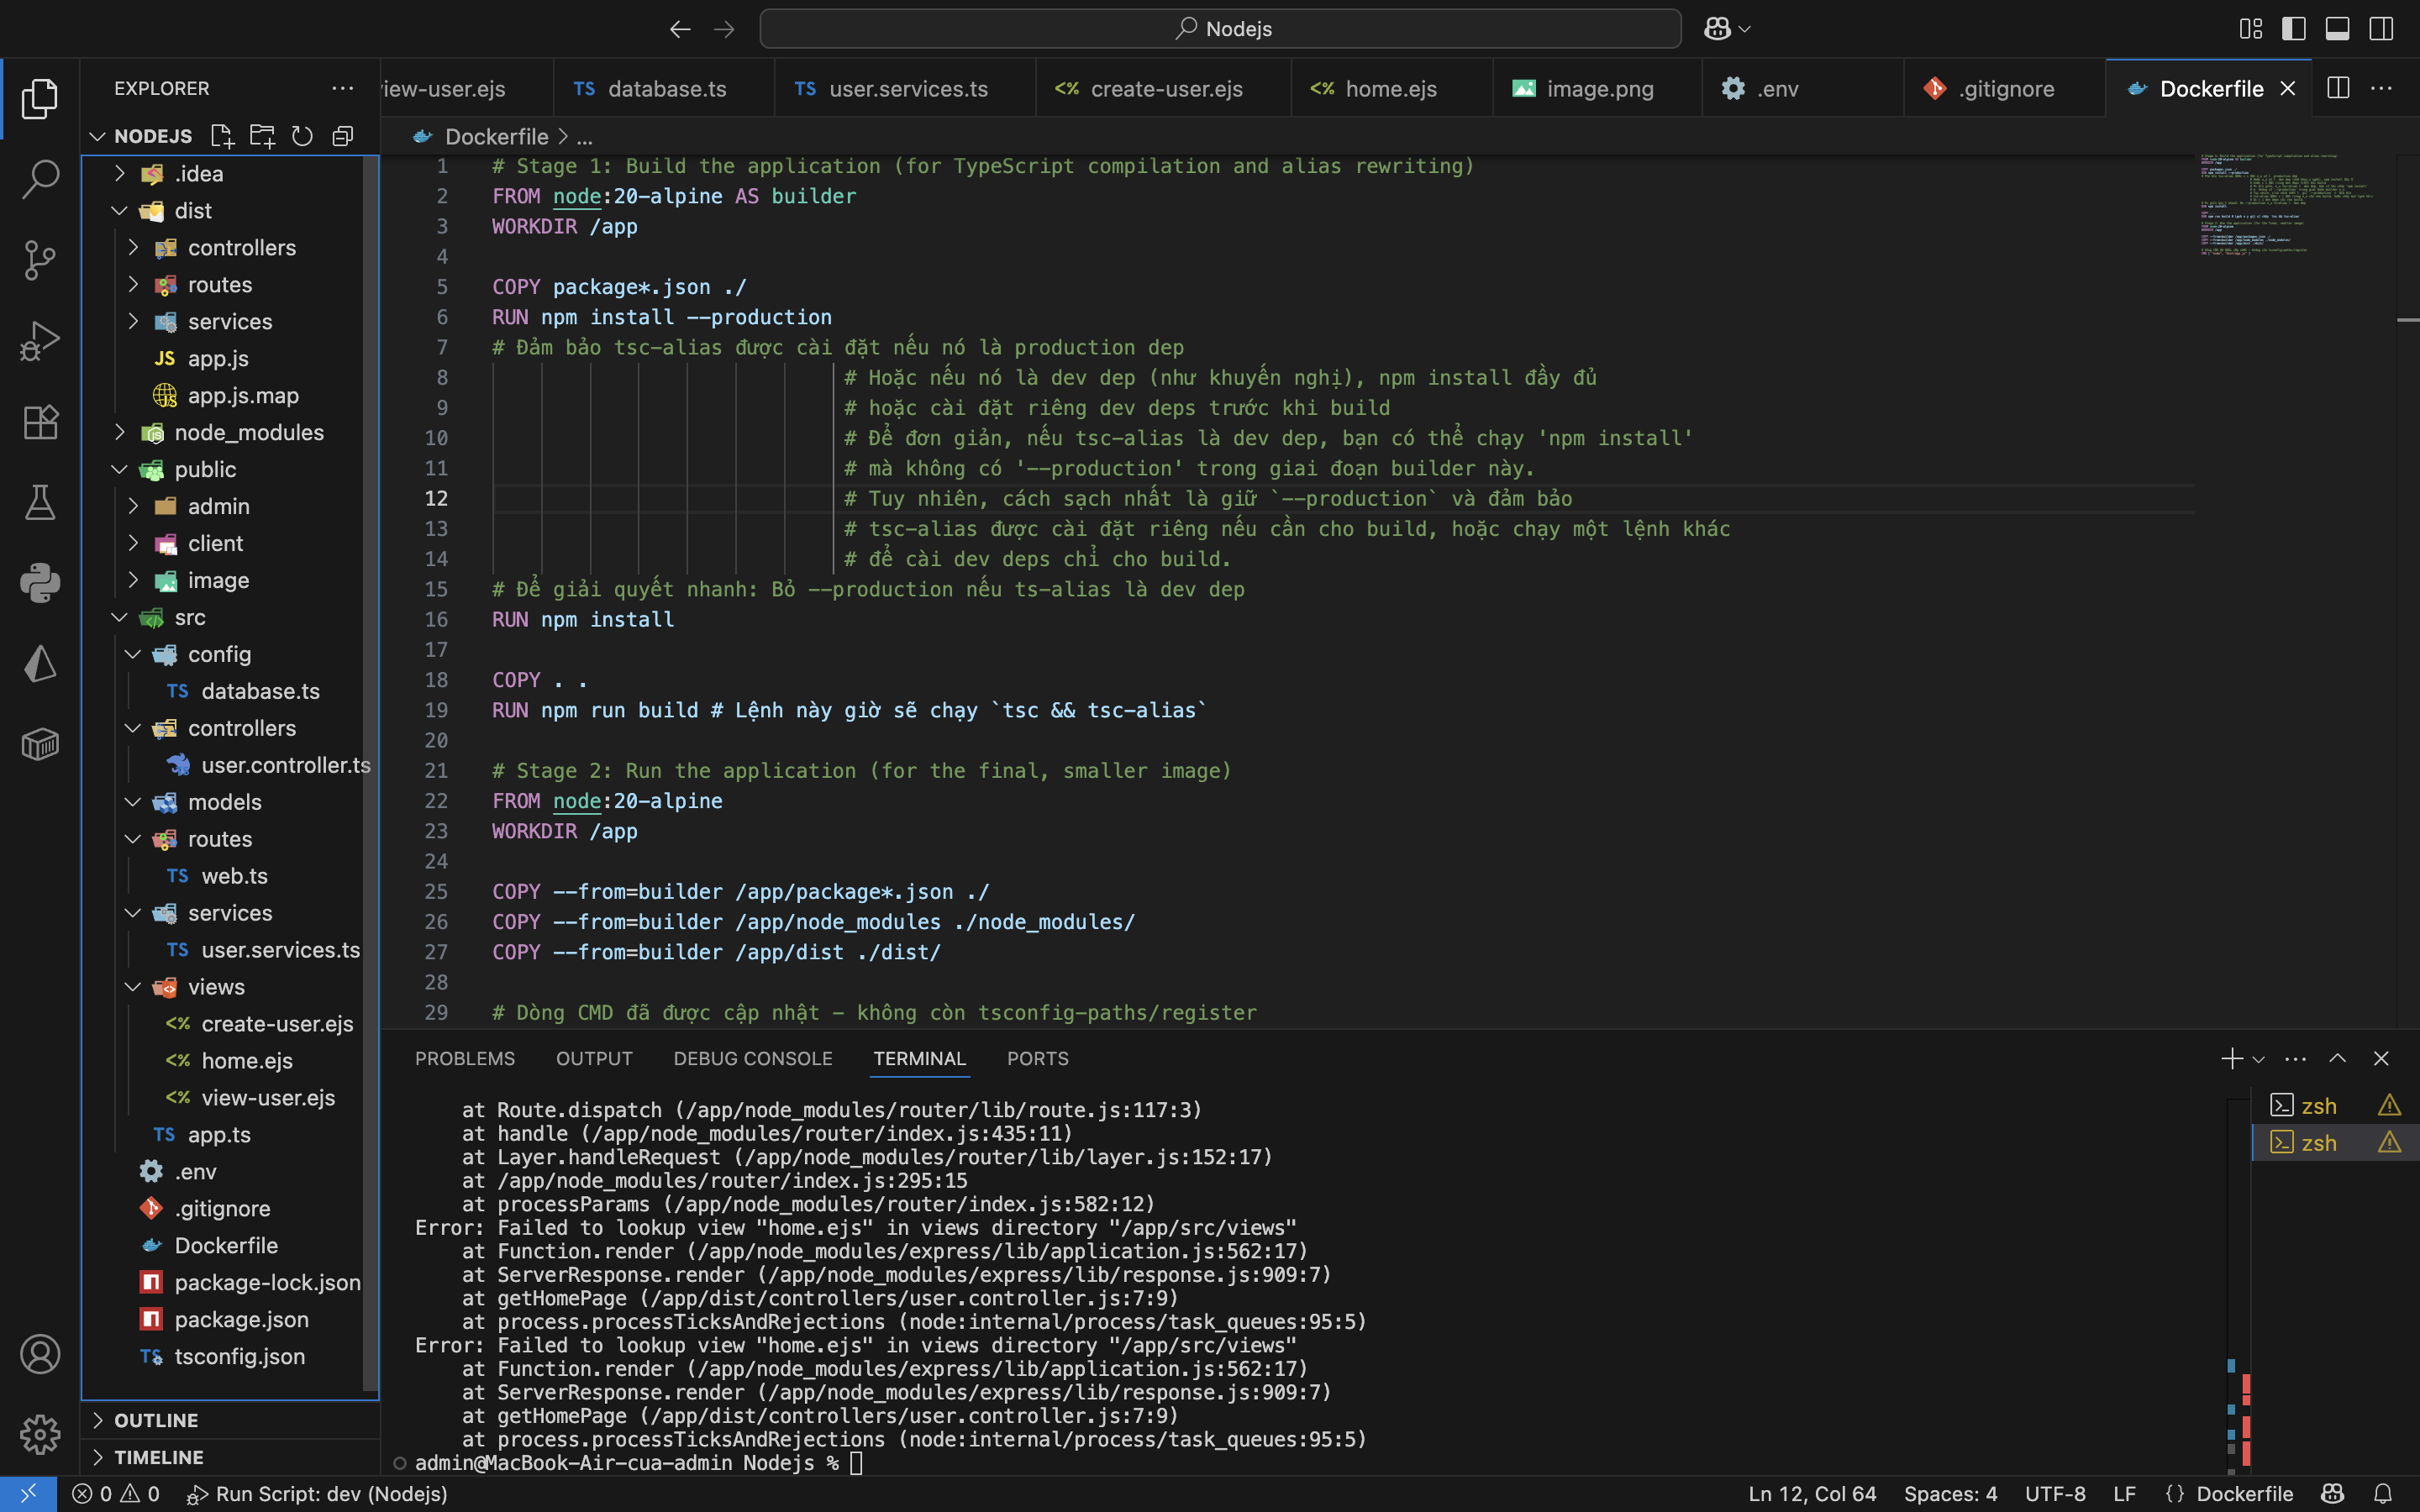 Nodejs
EXPLORER
iew-user.ejs
TS database.ts
TS user.services.ts
<% create-user.ejs
<% home.ejs
image.png
.env
.gitignore
Dockerfile
NODEJS
Dockerfile > ...
.idea
dist
controllers
routes
services
JS app.js
app.js.map
node_modules
public
admin
client
image
src
config
TS database.ts
controllers
user.controller.ts
models
routes
TS web.ts
services
TS user.services.ts
views
<% create-user.ejs
<% home.ejs
<% view-user.ejs
TS app.ts
.env
.gitignore
Dockerfile
package-lock.json
package.json
tsconfig.json
OUTLINE
TIMELINE
1 # Stage 1: Build the application (for TypeScript compilation and alias rewriting)
2 FROM node:20-alpine AS builder
3 WORKDIR /app
4
5 COPY package*.json ./
6 RUN npm install --production
7 # Đảm bảo tsc-alias được cài đặt nếu nó là production dep
8 # Hoặc nếu nó là dev dep (như khuyến nghị), npm install đầy đủ
9 # hoặc cài đặt riêng dev deps trước khi build
10 # Để đơn giản, nếu tsc-alias là dev dep, bạn có thể chạy 'npm install'
11 # mà không có '--production' trong giai đoạn builder này.
12 # Tuy nhiên, cách sạch nhất là giữ `--production` và đảm bảo
13 # tsc-alias được cài đặt riêng nếu cần cho build, hoặc chạy một lệnh khác
14 # để cài dev deps chỉ cho build.
15 # Để giải quyết nhanh: Bỏ --production nếu ts-alias là dev dep
16 RUN npm install
17
18 COPY . .
19 RUN npm run build # Lệnh này giờ sẽ chạy `tsc && tsc-alias`
20
21 # Stage 2: Run the application (for the final, smaller image)
22 FROM node:20-alpine
23 WORKDIR /app
24
25 COPY --from=builder /app/package*.json ./
26 COPY --from=builder /app/node_modules ./node_modules/
27 COPY --from=builder /app/dist ./dist/
28
29 # Dòng CMD đã được cập nhật - không còn tsconfig-paths/register
PROBLEMS OUTPUT DEBUG CONSOLE TERMINAL PORTS
at Route.dispatch (/app/node_modules/router/lib/route.js:117:3)
at handle (/app/node_modules/router/index.js:435:11)
at Layer.handleRequest (/app/node_modules/router/lib/layer.js:152:17)
at /app/node_modules/router/index.js:295:15
at processParams (/app/node_modules/router/index.js:582:12)
Error: Failed to lookup view "home.ejs" in views directory "/app/src/views"
at Function.render (/app/node_modules/express/lib/application.js:562:17)
at ServerResponse.render (/app/node_modules/express/lib/response.js:909:7)
at getHomePage (/app/dist/controllers/user.controller.js:7:9)
at process.processTicksAndRejections (node:internal/process/task_queues:95:5)
Error: Failed to lookup view "home.ejs" in views directory "/app/src/views"
at Function.render (/app/node_modules/express/lib/application.js:562:17)
at ServerResponse.render (/app/node_modules/express/lib/response.js:909:7)
at getHomePage (/app/dist/controllers/user.controller.js:7:9)
at process.processTicksAndRejections (node:internal/process/task_queues:95:5)
admin@MacBook-Air-cua-admin Nodejs %
zsh
zsh
0 0 Run Script: dev (Nodejs)
Ln 12, Col 64 Spaces: 4 UTF-8 LF {} Dockerfile